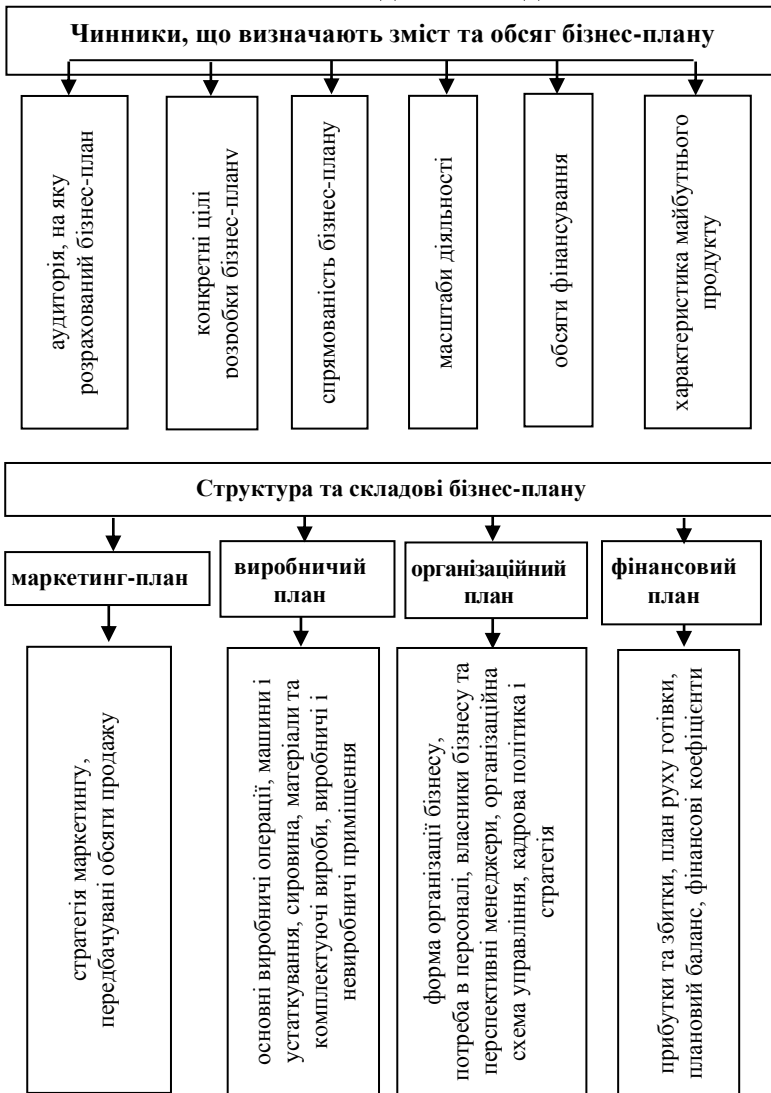 Чинники, що визначають зміст та обсяг бізнес-плану
аудиторія, на яку
розрахований бізнес-план
конкретні цілі
розробки бізнес-плану
спрямованість бізнес-плану
масштаби діяльності
обсяги фінансування
характеристика майбутнього
продукту
Структура та складові бізнес-плану
маркетинг-план
виробничий
план
організаційний
план
фінансовий
план
стратегія маркетингу,
передбачувані обсяги продажу
основні виробничі операції, машини і
устаткування, сировина, матеріали та
комплектуючі вироби, виробничі і
невиробничі приміщення
форма організації бізнесу,
потреба в персоналі, власники бізнесу та
перспективні менеджери, організаційна
схема управління, кадрова політика і
стратегія
прибутки та збитки, план руху готівки,
плановий баланс, фінансові коефіцієнти